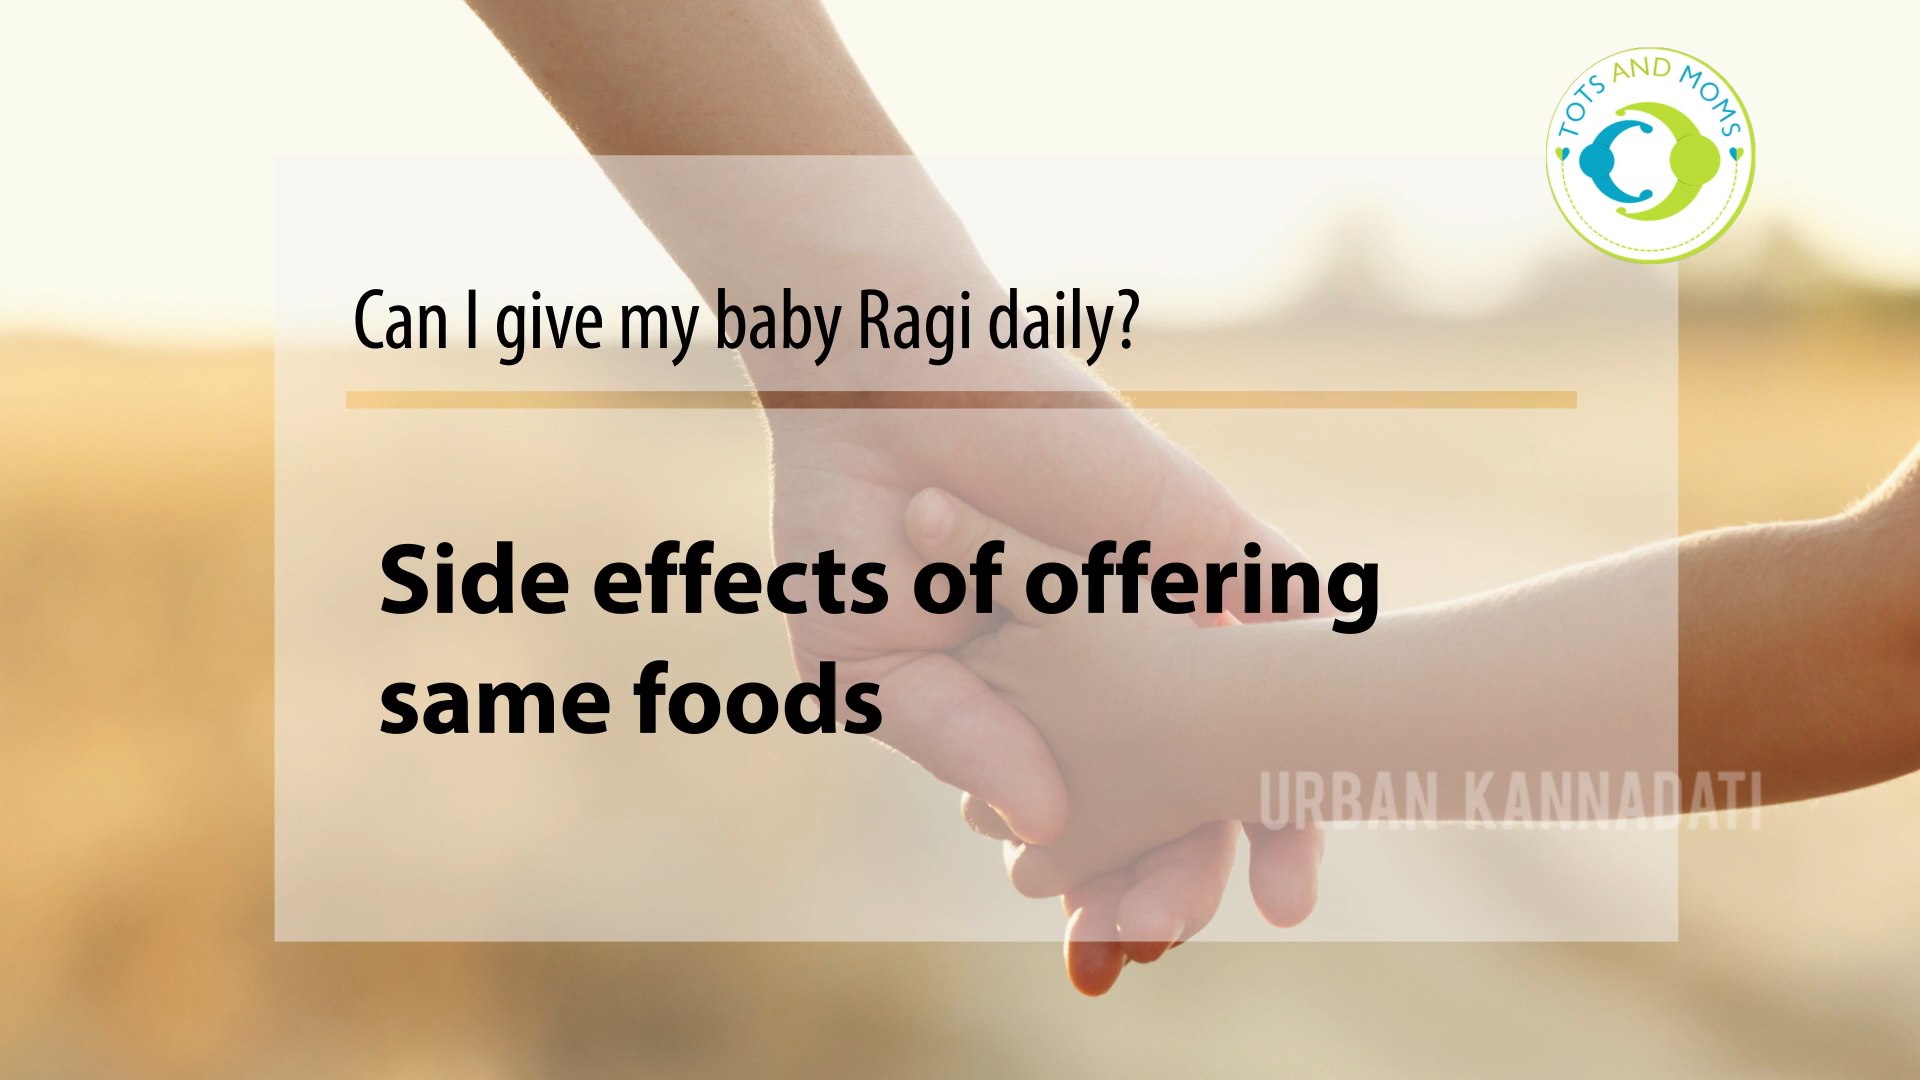 TOTS AND MOMS
Can I give my baby Ragi daily?
Side effects of offering
same foods
URBAN KANNADATI